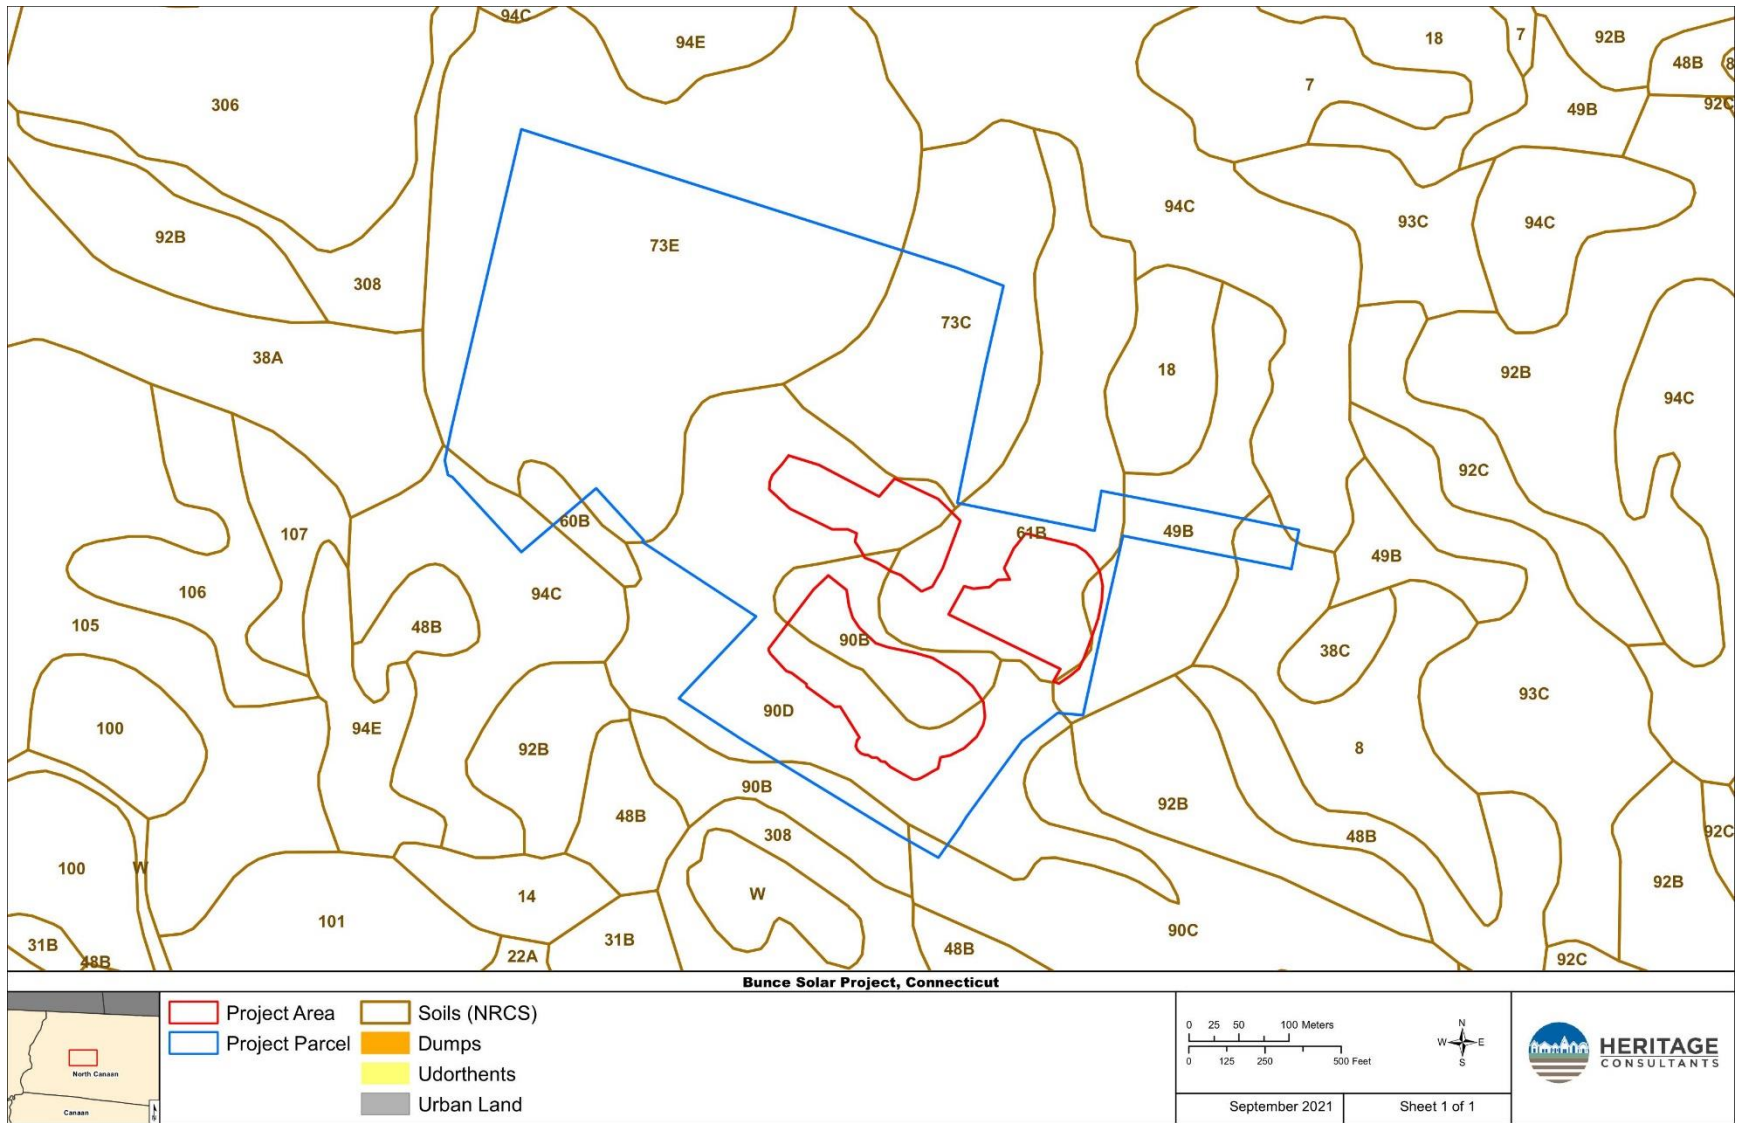 94C
94E
18
7
92B
48B
8
7
306
49B
92C
94C
93C
94C
92B
73E
308
73C
38A
18
92B
94C
92C
107
60B
61B
49B
49B
106
94C
105
48B
90B
38C
93C
100
94E
92B
90D
8
90B
92B
48B
308
48B
92C
100
W
14
W
92B
101
31B
90C
31B
48B
22A
48B
92C
Bunce Solar Project, Connecticut
North Canaan
Canaan
N
Project Area
Project Parcel
Soils (NRCS)
Dumps
Udorthents
Urban Land
0 25 50 100 Meters
0 125 250 500 Feet
N
W E
S
September 2021
Sheet 1 of 1
HERITAGE
CONSULTANTS